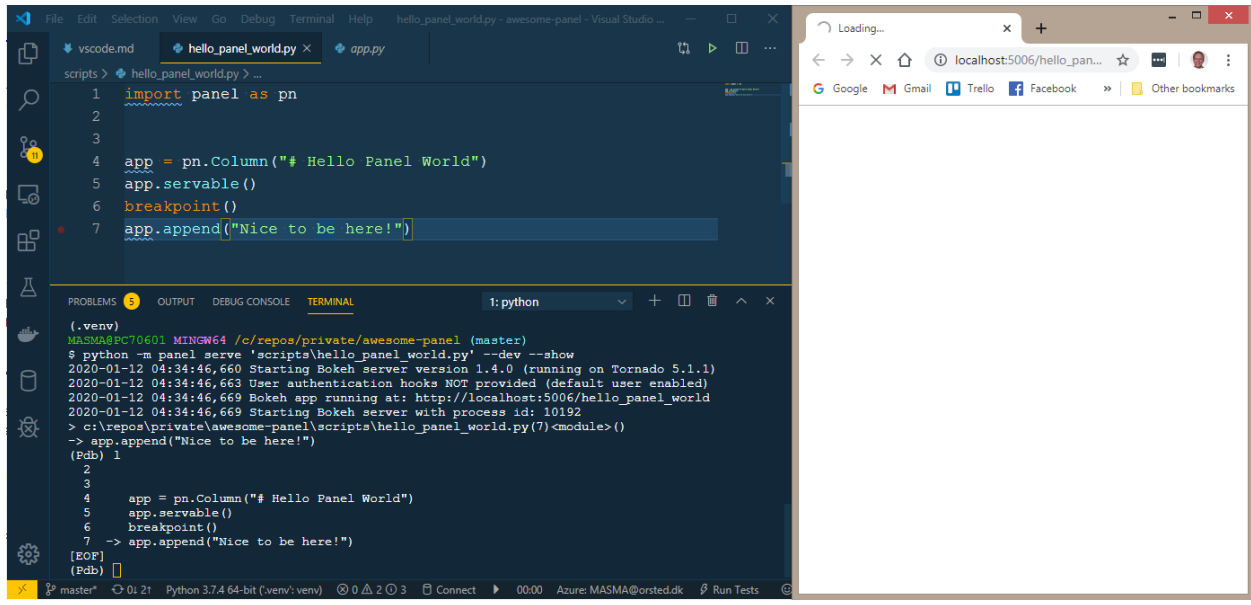 File Edit Selection View Go Debug Terminal Help hello_panel_world.py - awesome-panel - Visual Studio ...
vscode.md hello_panel_world.py app.py
scripts > hello_panel_world.py > ...
1 import panel as pn
2
3
4 app = pn.Column("# Hello Panel World")
5 app.servable()
6 breakpoint()
7 app.append("Nice to be here!")
11
PROBLEMS 5 OUTPUT DEBUG CONSOLE TERMINAL 1: python
(.venv)
MASMA@PC70601 MINGW64 /c/repos/private/awesome-panel (master)
$ python -m panel serve 'scripts\hello_panel_world.py' --dev --show
2020-01-12 04:34:46,660 Starting Bokeh server version 1.4.0 (running on Tornado 5.1.1)
2020-01-12 04:34:46,663 User authentication hooks NOT provided (default user enabled)
2020-01-12 04:34:46,669 Bokeh app running at: http://localhost:5006/hello_panel_world
2020-01-12 04:34:46,669 Starting Bokeh server with process id: 10192
> c:\repos\private\awesome-panel\scripts\hello_panel_world.py(7)<module>()
-> app.append("Nice to be here!")
(Pdb) l
2
3
4 app = pn.Column("# Hello Panel World")
5 app.servable()
6 breakpoint()
7 -> app.append("Nice to be here!")
[EOF]
(Pdb)
master* 0↓ 2↑ Python 3.7.4 64-bit ('.venv': venv) 0 2 3 Connect 00:00 Azure: MASMA@orsted.dk Run Tests
Loading...
localhost:5006/hello_pan...
Google Gmail Trello Facebook » Other bookmarks